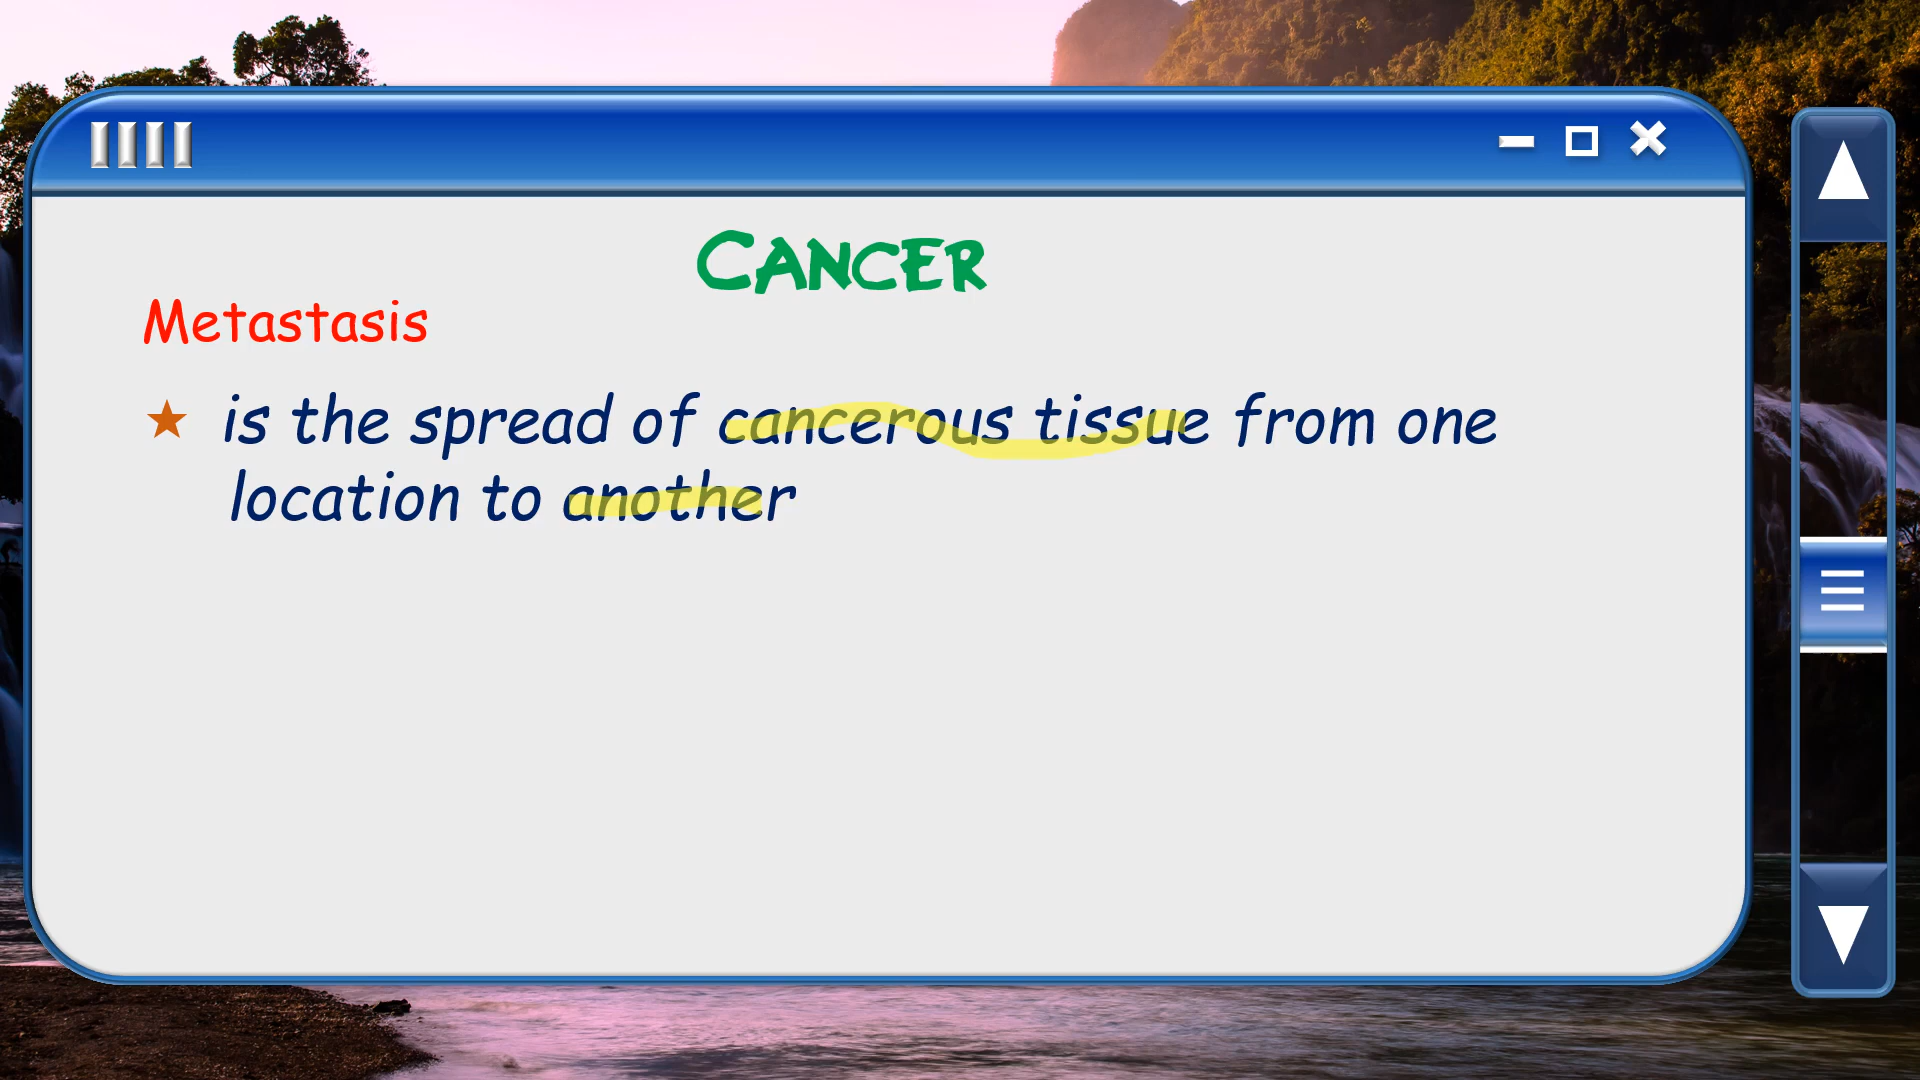 CANCER
Metastasis
★ is the spread of cancerous tissue from one
location to another